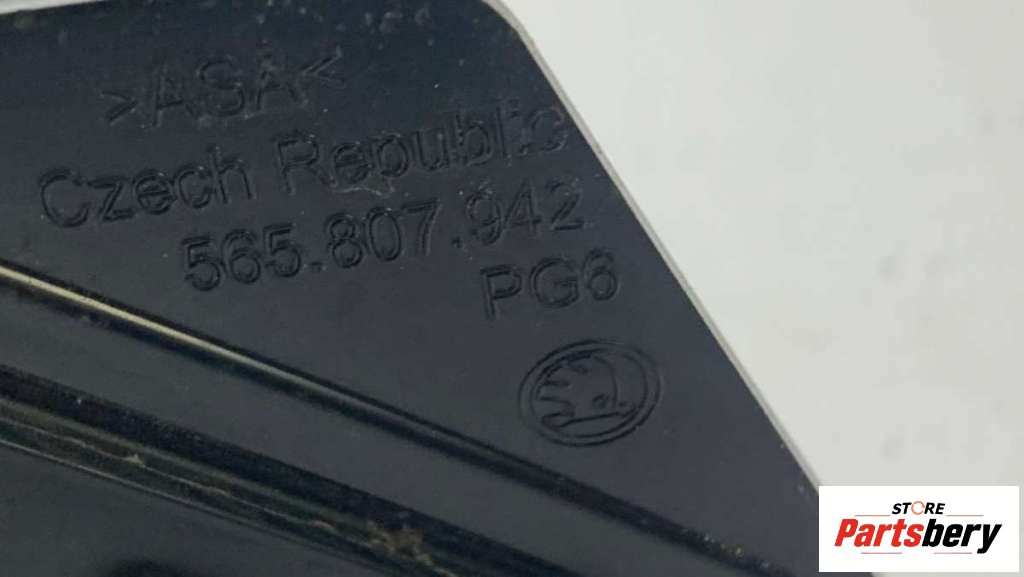 >ASA<
Czech Republic
565.807.942
PG6
STORE
Partsbery